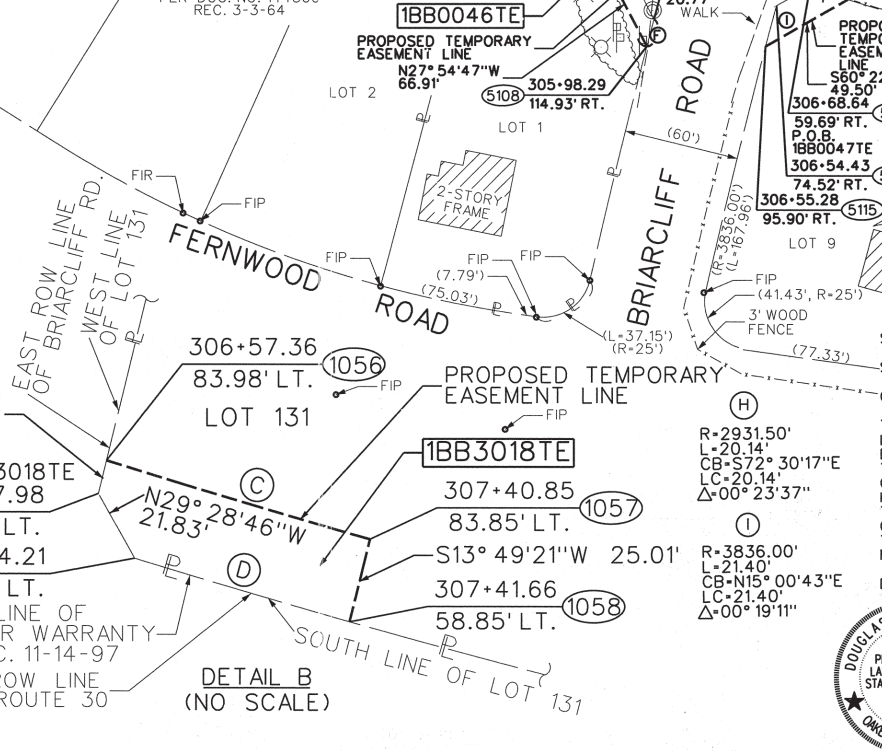 REC. 3-3-64
1BB0046TE
PROPOSED TEMPORARY
EASEMENT LINE
N27° 54'47"W
66.91'
5108
305+98.29
114.93' RT.
F
WALK
LOT 2
LOT 1
2-STORY
FRAME
ROAD
BRIARCLIFF
(60')
I
PROPO
TEMPO
EASEM
LINE
S60° 22
49.50'
306+68.64
59.69' RT.
P.O.B.
1BB0047TE
306+54.43
74.52' RT.
306+55.28
95.90' RT.
5115
LOT 9
(R=3836.00')
(L=167.96')
FIR
FIP
FERNWOOD
ROAD
FIP
FIP
FIP
(7.79')
(75.03')
(L=37.15')
(R=25')
FIP
(41.43', R=25')
3' WOOD
FENCE
(77.33')
EAST ROW LINE
OF BRIARCLIFF RD.
WEST LINE
OF LOT 131
306+57.36
83.98' LT.
1056
LOT 131
FIP
PROPOSED TEMPORARY
EASEMENT LINE
FIP
1BB3018TE
H
R=2931.50'
L=20.14'
CB=S72° 30'17"E
LC=20.14'
Δ=00° 23'37"
I
R=3836.00'
L=21.40'
CB=N15° 00'43"E
LC=21.40'
Δ=00° 19'11"
3018TE
7.98
LT.
4.21
LT.
C
N29° 28'46"W
21.83'
D
307+40.85
83.85' LT.
1057
S13° 49'21"W 25.01'
307+41.66
58.85' LT.
1058
LINE OF
R WARRANTY
C. 11-14-97
ROW LINE
ROUTE 30
DETAIL B
(NO SCALE)
SOUTH LINE OF LOT 131
DOUGLAS